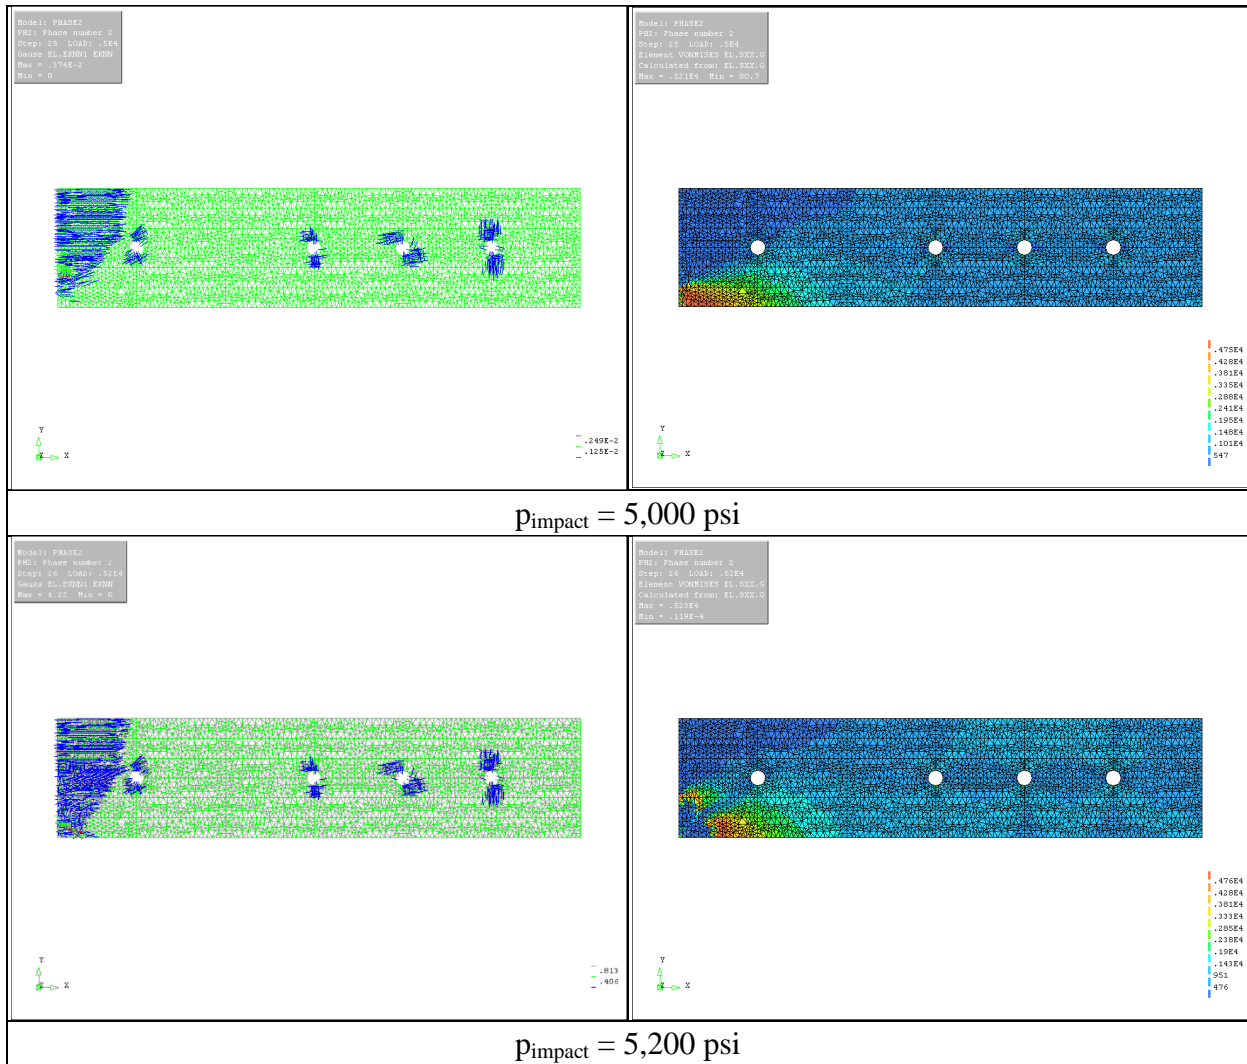 Model: PHASE2
PH2: Phase number 2
Step: 25 LOAD: .5E4
Gauss EL.EKNN1 EKNN
Max = .374E-2
Min = 0
.249E-2
.125E-2
Y
Z X
Model: PHASE2
PH2: Phase number 2
Step: 25 LOAD: .5E4
Element VONMISES EL.SXX.G
Calculated from: EL.SXX.G
Max = .521E4 Min = 80.7
.475E4
.428E4
.381E4
.335E4
.288E4
.241E4
.195E4
.148E4
.101E4
547
Y
Z X
pimpact = 5,000 psi
Model: PHASE2
PH2: Phase number 2
Step: 26 LOAD: .52E4
Gauss EL.EKNN1 EKNN
Max = 1.22 Min = 0
.813
.406
Y
Z X
Model: PHASE2
PH2: Phase number 2
Step: 26 LOAD: .52E4
Element VONMISES EL.SXX.G
Calculated from: EL.SXX.G
Max = .523E4
Min = .119E-4
.476E4
.428E4
.381E4
.333E4
.285E4
.238E4
.19E4
.143E4
951
476
Y
Z X
pimpact = 5,200 psi